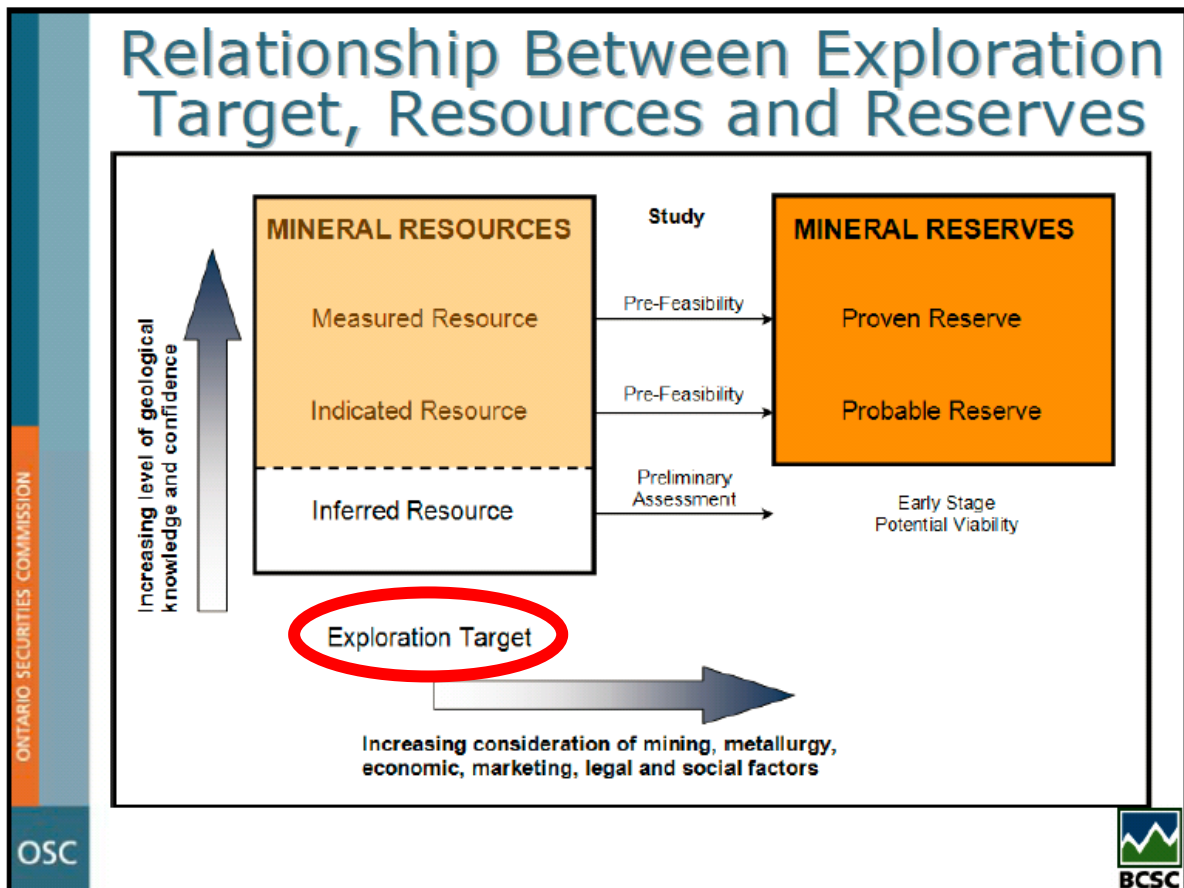 Relationship Between Exploration
Target, Resources and Reserves
MINERAL RESOURCES
Measured Resource
Indicated Resource
Inferred Resource
Study
Pre-Feasibility
Pre-Feasibility
Preliminary
Assessment
MINERAL RESERVES
Proven Reserve
Probable Reserve
Early Stage
Potential Viability
Increasing level of geological
knowledge and confidence
Exploration Target
Increasing consideration of mining, metallurgy,
economic, marketing, legal and social factors
ONTARIO SECURITIES COMMISSION
OSC
BCSC